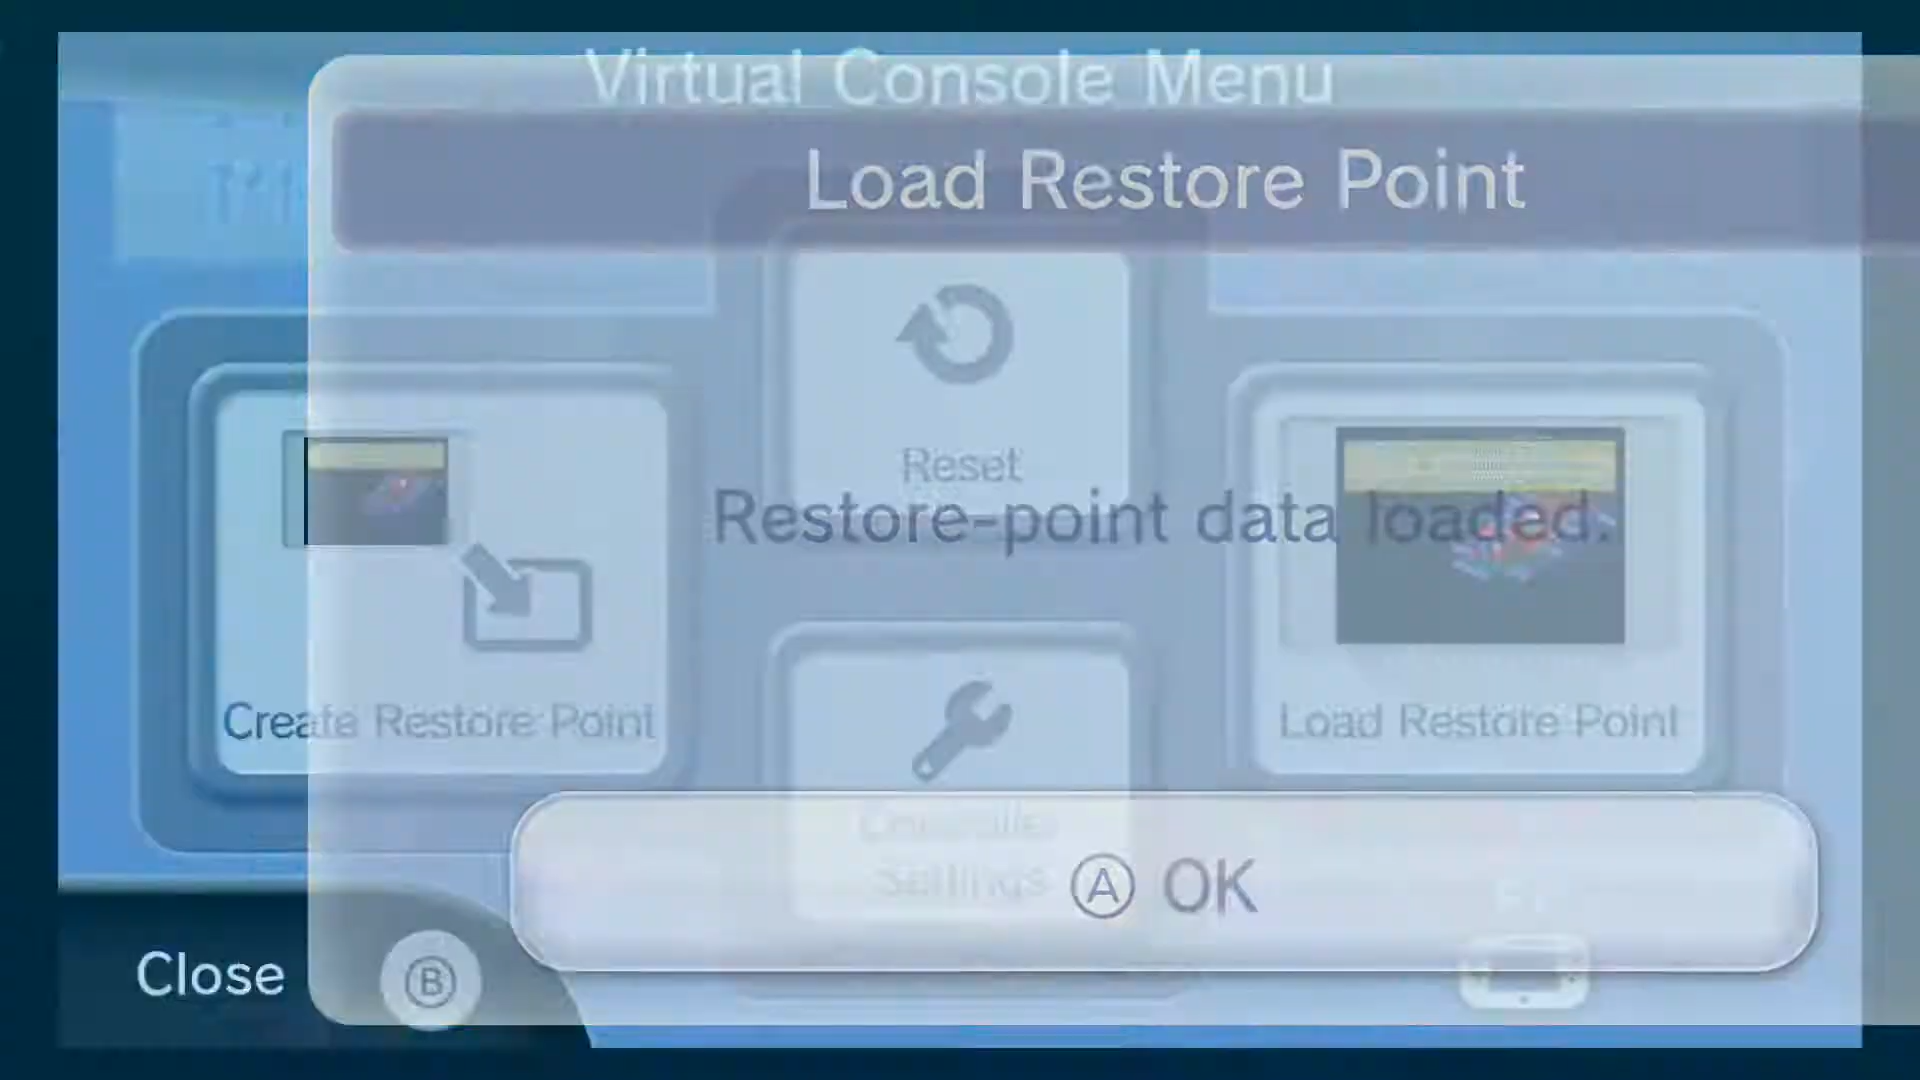 Virtual Console Menu
Load Restore Point
Reset
Restore-point data loaded.
Create Restore Point
Load Restore Point
Settings
Ⓐ OK
Close Ⓑ